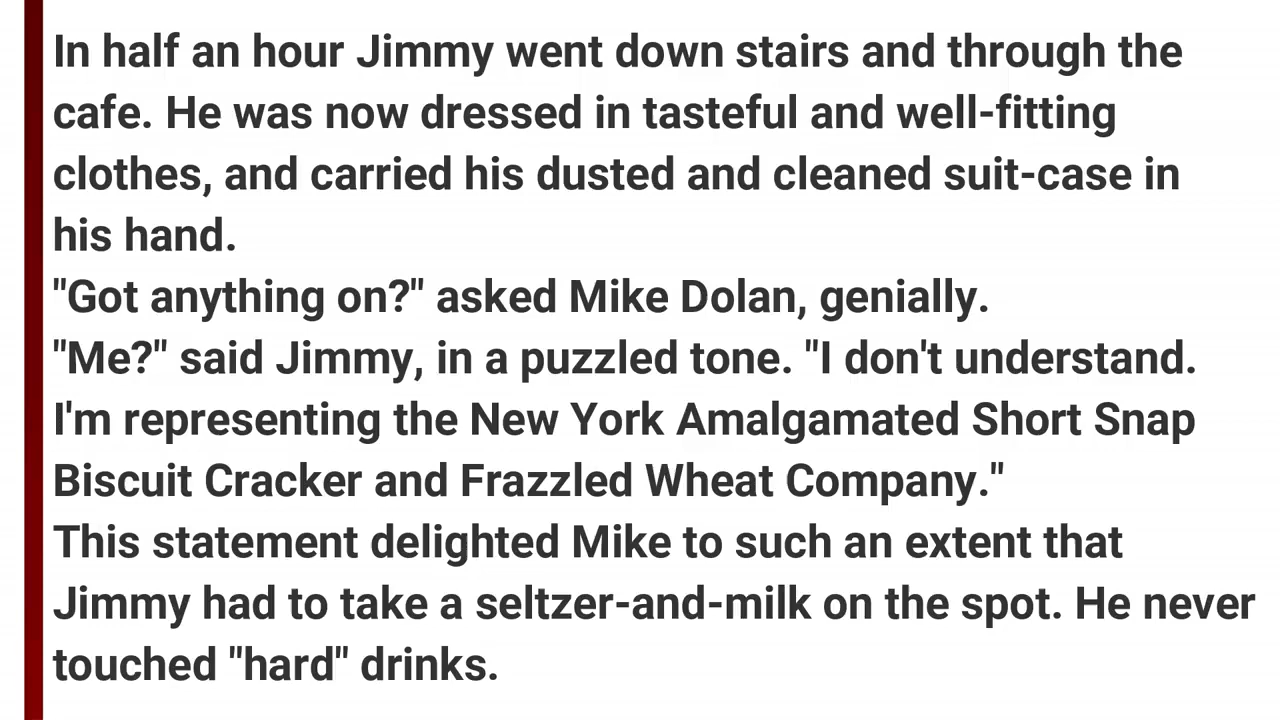 In half an hour Jimmy went down stairs and through the
cafe. He was now dressed in tasteful and well-fitting
clothes, and carried his dusted and cleaned suit-case in
his hand.
"Got anything on?" asked Mike Dolan, genially.
"Me?" said Jimmy, in a puzzled tone. "I don't understand.
I'm representing the New York Amalgamated Short Snap
Biscuit Cracker and Frazzled Wheat Company."
This statement delighted Mike to such an extent that
Jimmy had to take a seltzer-and-milk on the spot. He never
touched "hard" drinks.